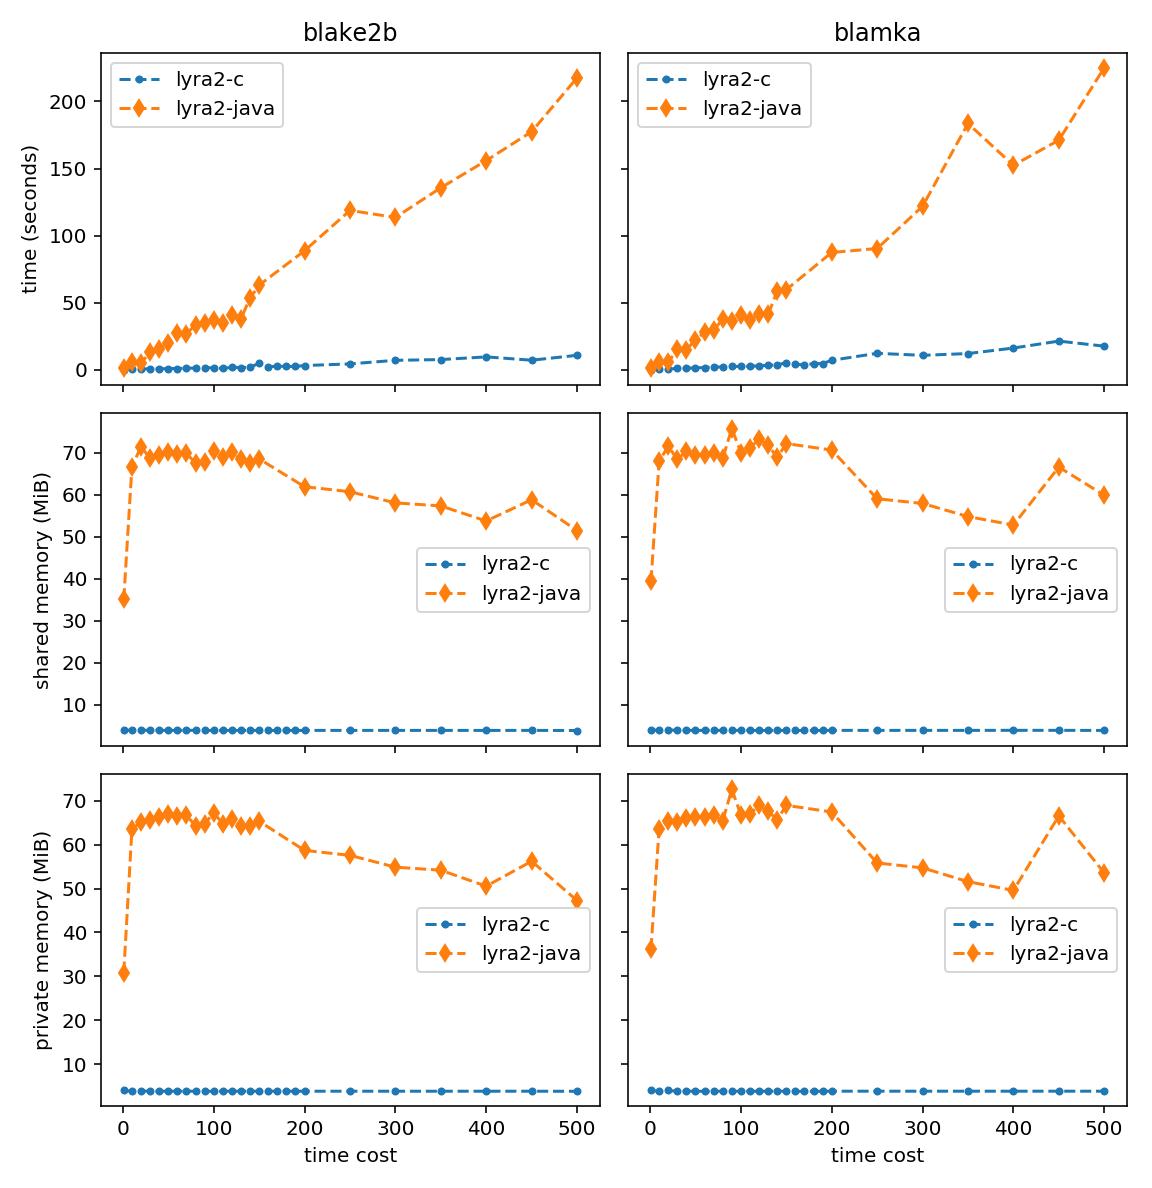 blake2b
blamka
time (seconds)
200
150
100
50
0
lyra2-c
lyra2-java
lyra2-c
lyra2-java
shared memory (MiB)
70
60
50
40
30
20
10
lyra2-c
lyra2-java
lyra2-c
lyra2-java
private memory (MiB)
70
60
50
40
30
20
10
lyra2-c
lyra2-java
lyra2-c
lyra2-java
0 100 200 300 400 500
0 100 200 300 400 500
time cost
time cost